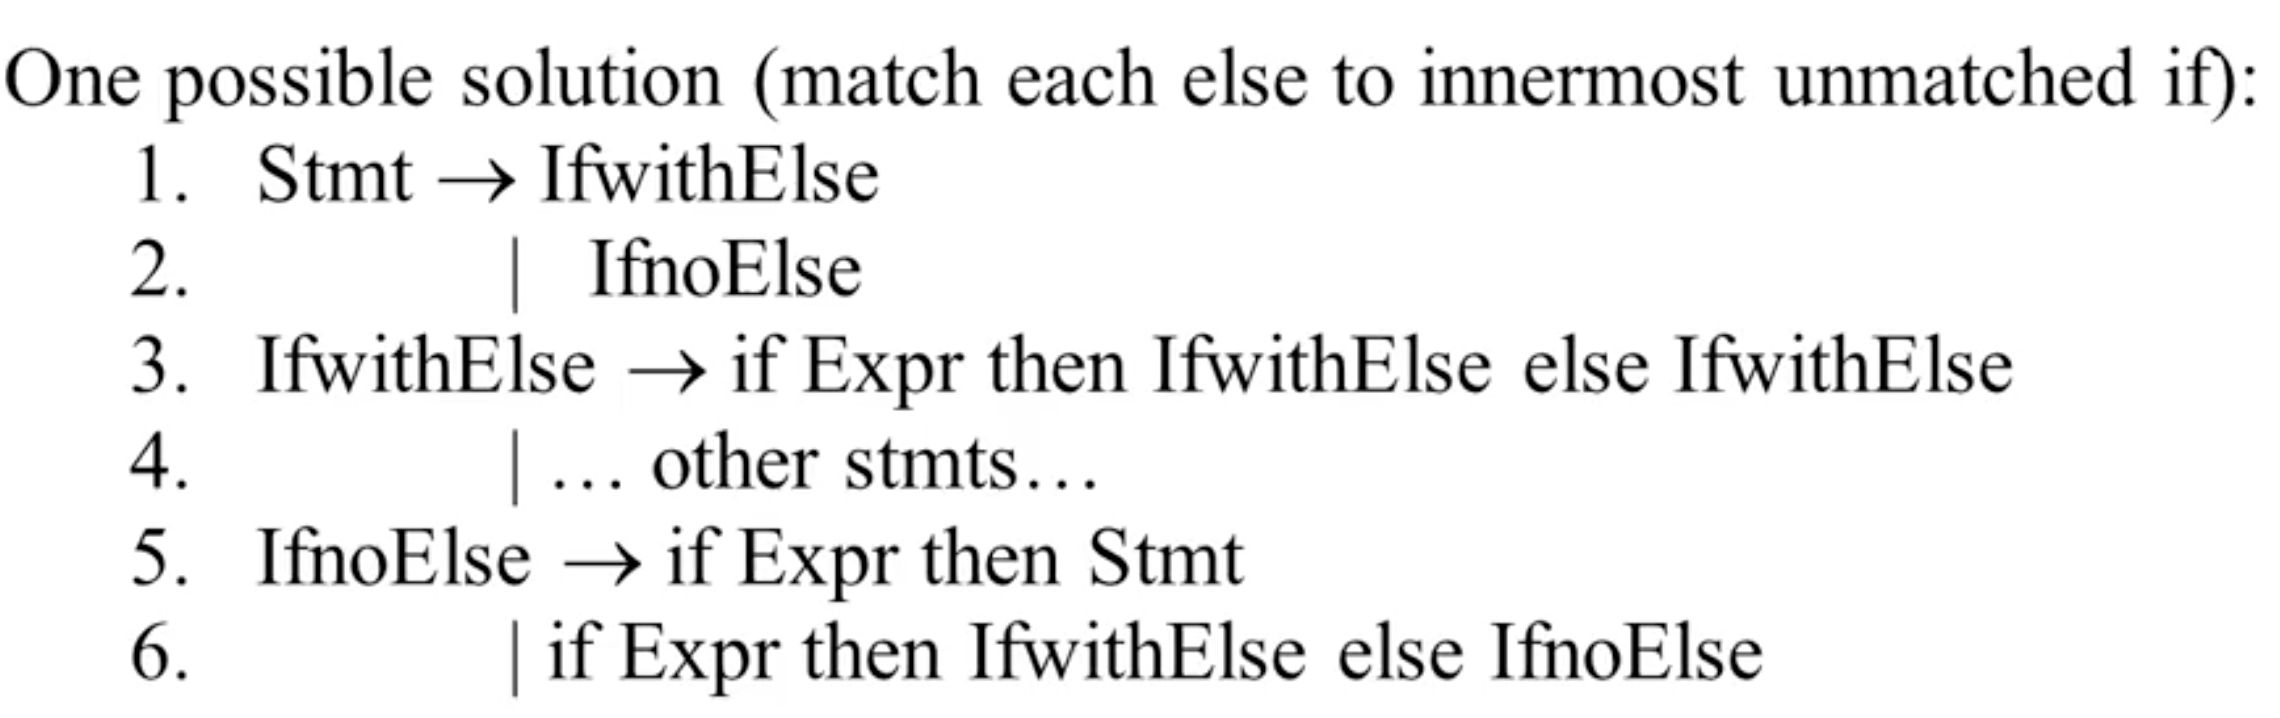 One possible solution (match each else to innermost unmatched if):
1. Stmt → IfwithElse
2. | IfnoElse
3. IfwithElse → if Expr then IfwithElse else IfwithElse
4. | … other stmts…
5. IfnoElse → if Expr then Stmt
6. | if Expr then IfwithElse else IfnoElse